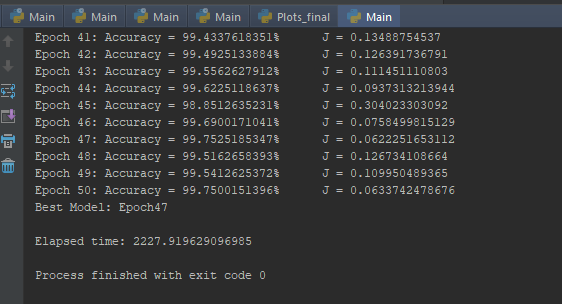 Main Main Main Main Plots_final Main
Epoch 41: Accuracy = 99.4337618351% J = 0.13488754537
Epoch 42: Accuracy = 99.4925133884% J = 0.126391736791
Epoch 43: Accuracy = 99.5562627912% J = 0.111451110803
Epoch 44: Accuracy = 99.6225118637% J = 0.0937313213944
Epoch 45: Accuracy = 98.8512635231% J = 0.304023303092
Epoch 46: Accuracy = 99.6900171041% J = 0.0758499815129
Epoch 47: Accuracy = 99.7525185347% J = 0.0622251653112
Epoch 48: Accuracy = 99.5162658393% J = 0.126734108664
Epoch 49: Accuracy = 99.5412625372% J = 0.109950489365
Epoch 50: Accuracy = 99.7500151396% J = 0.0633742478676
Best Model: Epoch47
Elapsed time: 2227.919629096985
Process finished with exit code 0